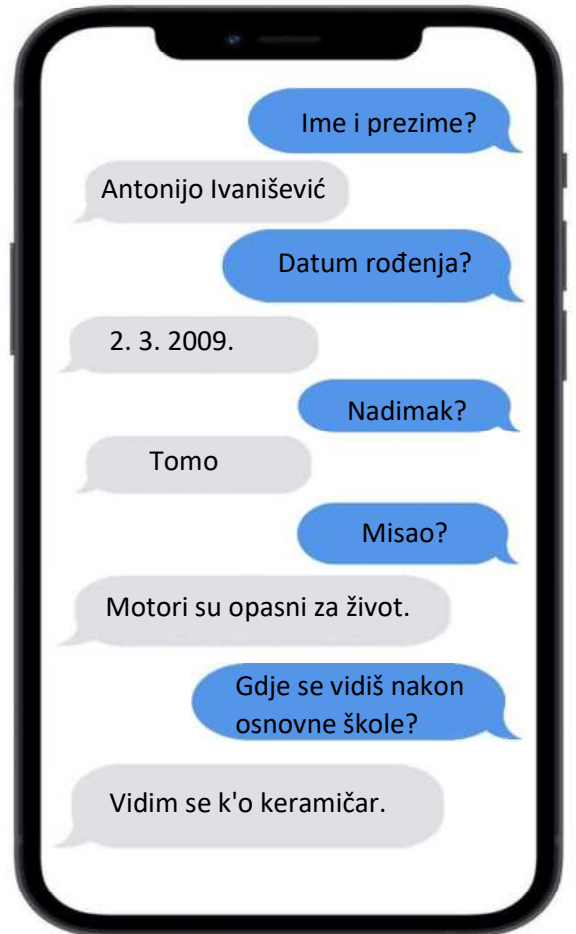 Ime i prezime?
Antonijo Ivanišević
Datum rođenja?
2. 3. 2009.
Nadimak?
Tomo
Misao?
Motori su opasni za život.
Gdje se vidiš nakon
osnovne škole?
Vidim se k'o keramičar.